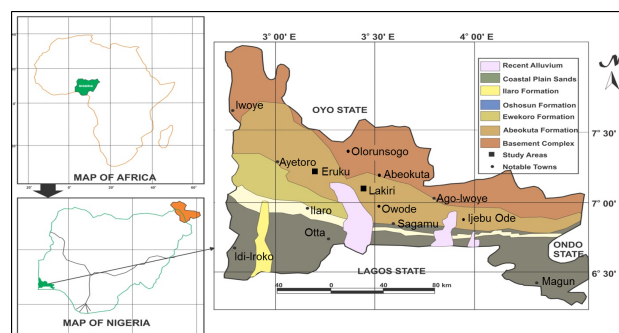 NIGERIA
MAP OF AFRICA
MAP OF NIGERIA
3° 00' E
3° 30'
4° 00'
Recent Alluvium
Coastal Plain Sands
Ilaro Formation
Oshosun Formation
Ewekoro Formation
Abeokuta Formation
Basement Complex
Study Areas
Notable Towns
N
Iwoye
OYO STATE
7° 30'
Olorunsogo
Ayetoro
Eruku
Abeokuta
Lakiri
Ago-Iwoye
Ilaro
Owode
Ijebu Ode
7° 00'
Sagamu
Otta
Idi-Iroko
ONDO
STATE
LAGOS STATE
6° 30'
Magun
40 0 40 80 km